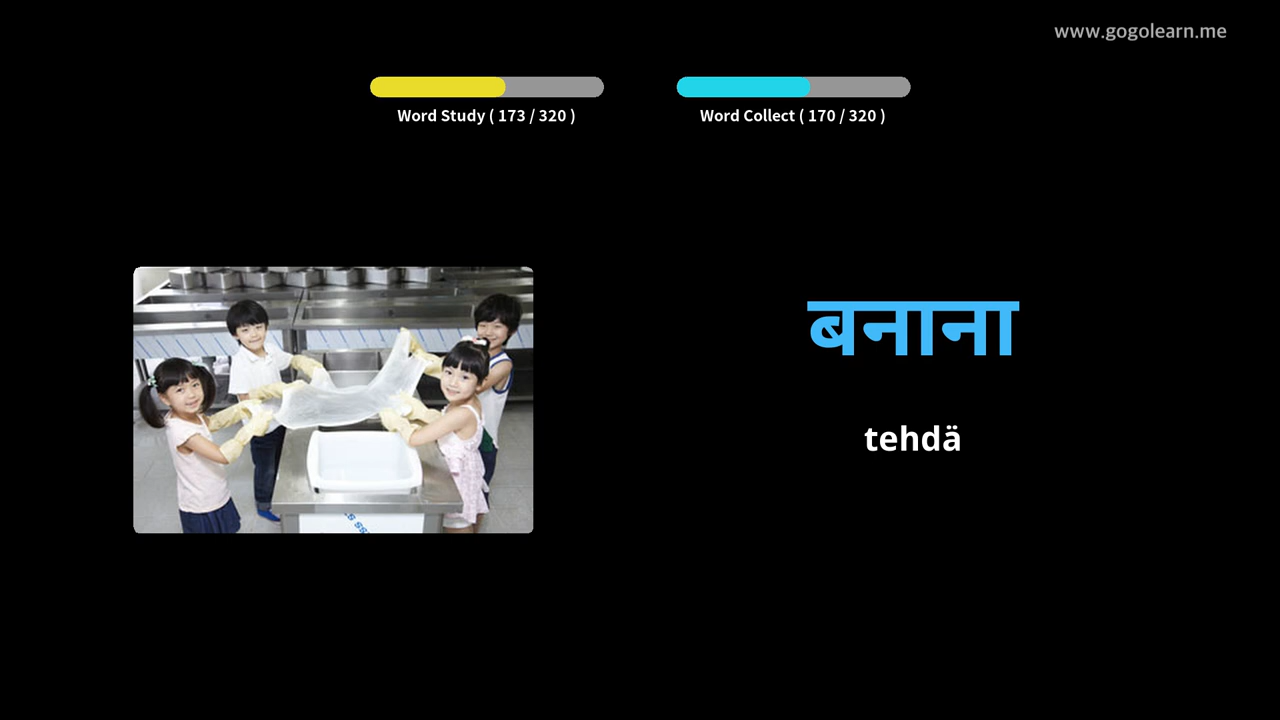 www.gogolearn.me
Word Study ( 173 / 320 )
Word Collect ( 170 / 320 )
बनाना
tehdä